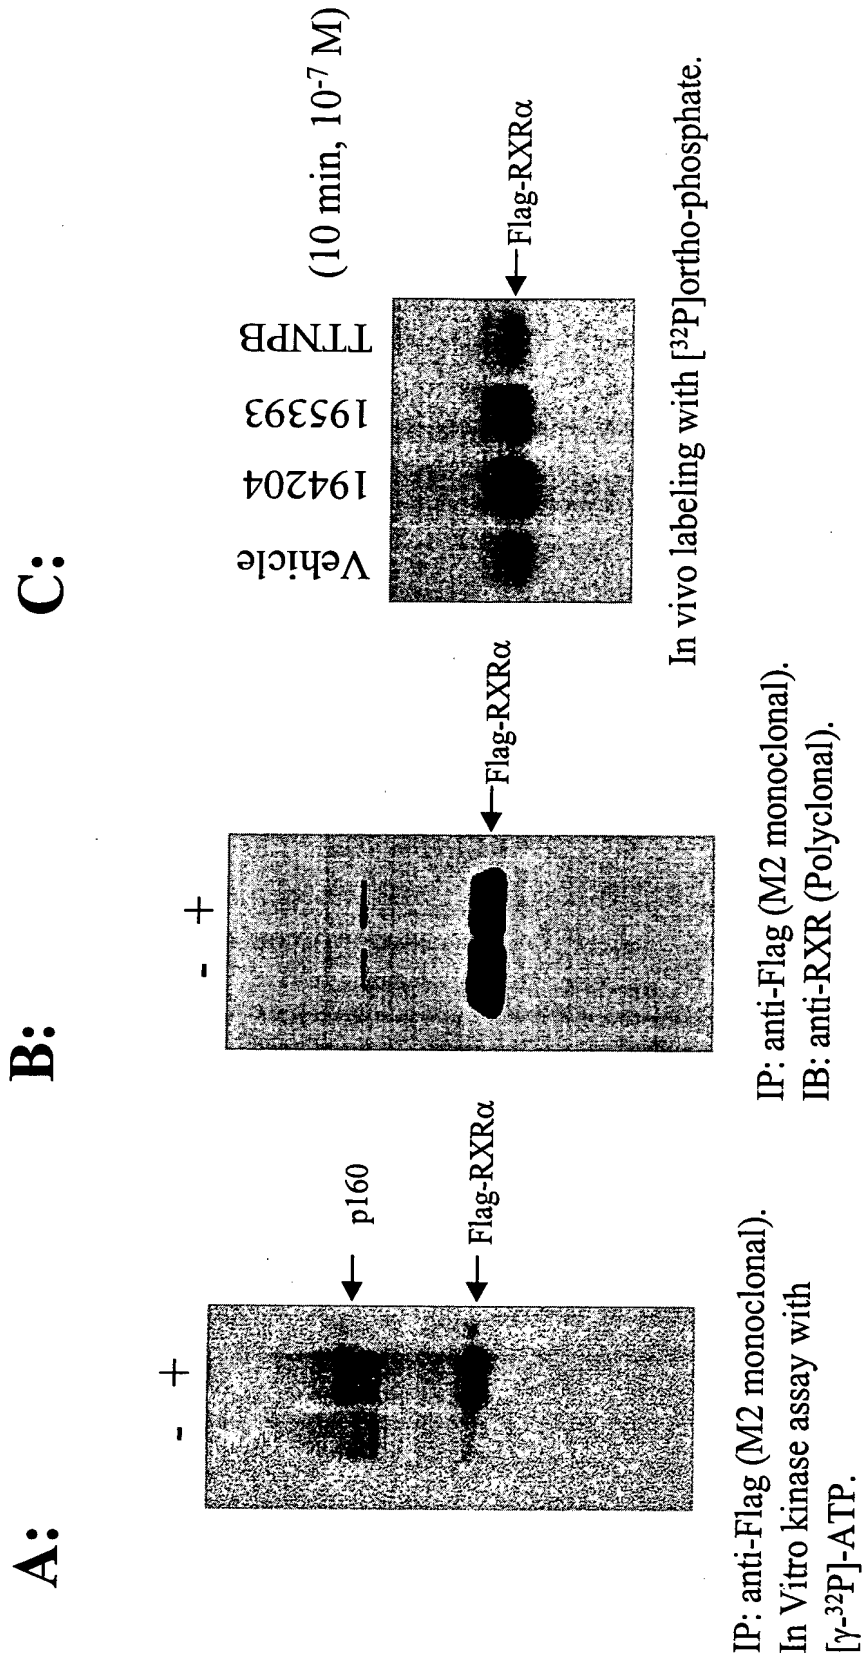 A:
- +
p160
Flag-RXRα
IP: anti-Flag (M2 monoclonal).
In Vitro kinase assay with
[γ-³²P]-ATP.
B:
- +
Flag-RXRα
IP: anti-Flag (M2 monoclonal).
IB: anti-RXR (Polyclonal).
C:
Vehicle
194204
195393
TTNPB
(10 min, 10⁻⁷ M)
Flag-RXRα
In vivo labeling with [³²P]ortho-phosphate.